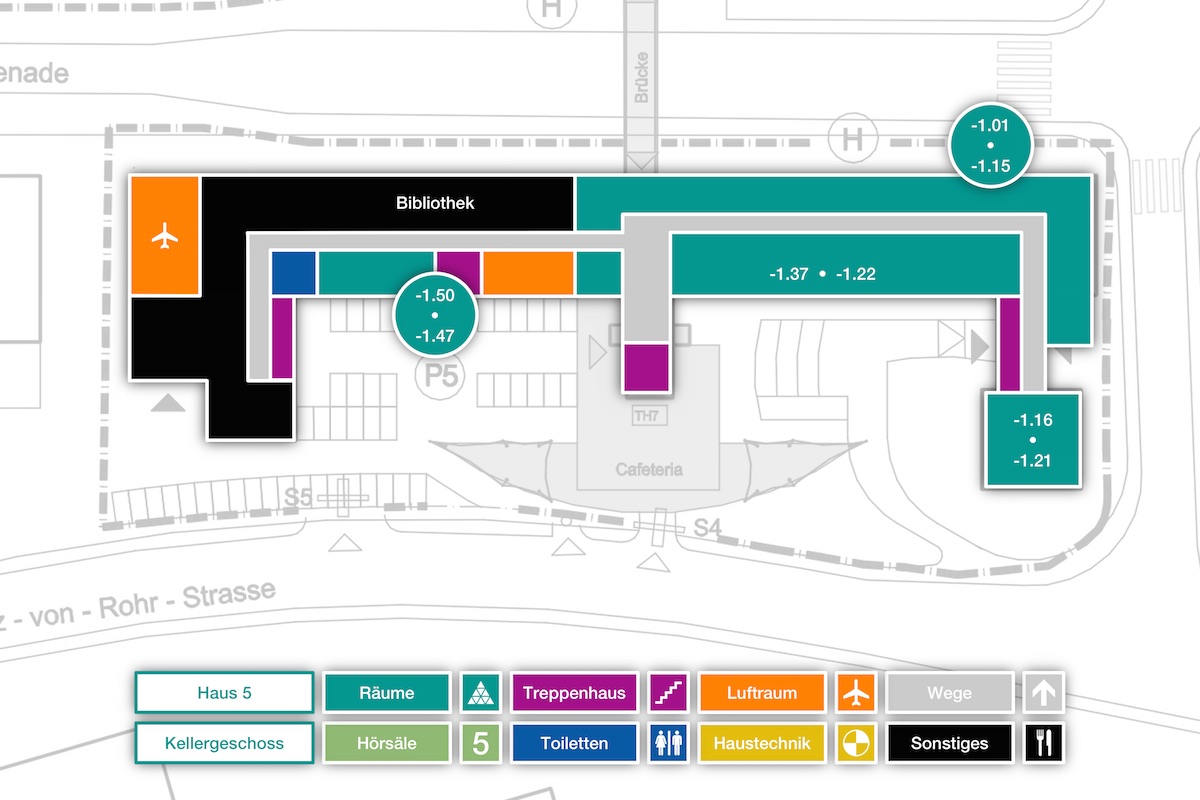 H
enade
Brücke
H
-1.01
-1.15
Bibliothek
-1.37 • -1.22
-1.50
-1.47
P5
TH7
-1.16
-1.21
Cafeteria
S5
S4
z - von - Rohr - Strasse
Haus 5
Räume
Treppenhaus
Luftraum
Wege
Kellergeschoss
Hörsäle
5
Toiletten
Haustechnik
Sonstiges